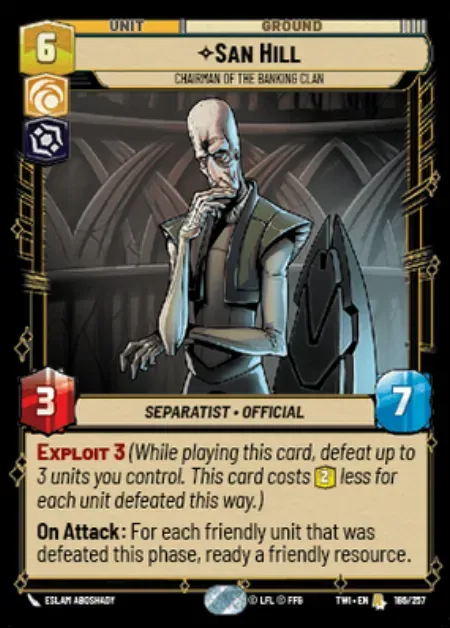 UNIT GROUND
6
SAN HILL
CHAIRMAN OF THE BANKING CLAN
3
SEPARATIST • OFFICIAL
7
EXPLOIT 3 (While playing this card, defeat up to
3 units you control. This card costs 2 less for
each unit defeated this way.)
On Attack: For each friendly unit that was
defeated this phase, ready a friendly resource.
ESLAM ABOSHADY © LFL © FFG TWI • EN 186/257